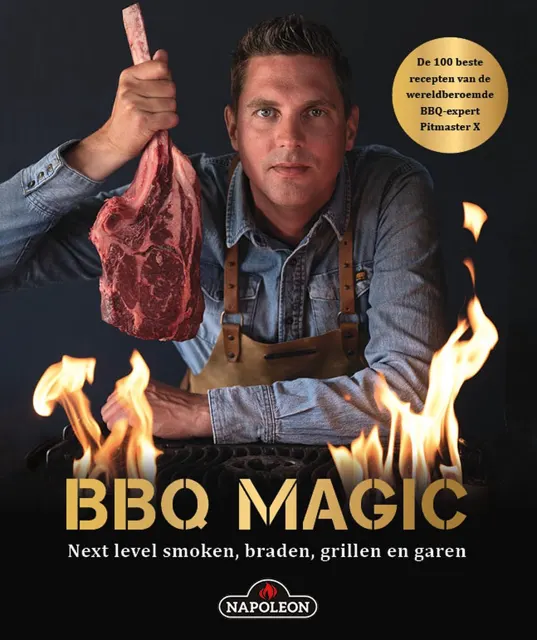 De 100 beste
recepten van de
wereldberoemde
BBQ-expert
Pitmaster X
BBQ MAGIC
Next level smoken, braden, grillen en garen
NAPOLEON